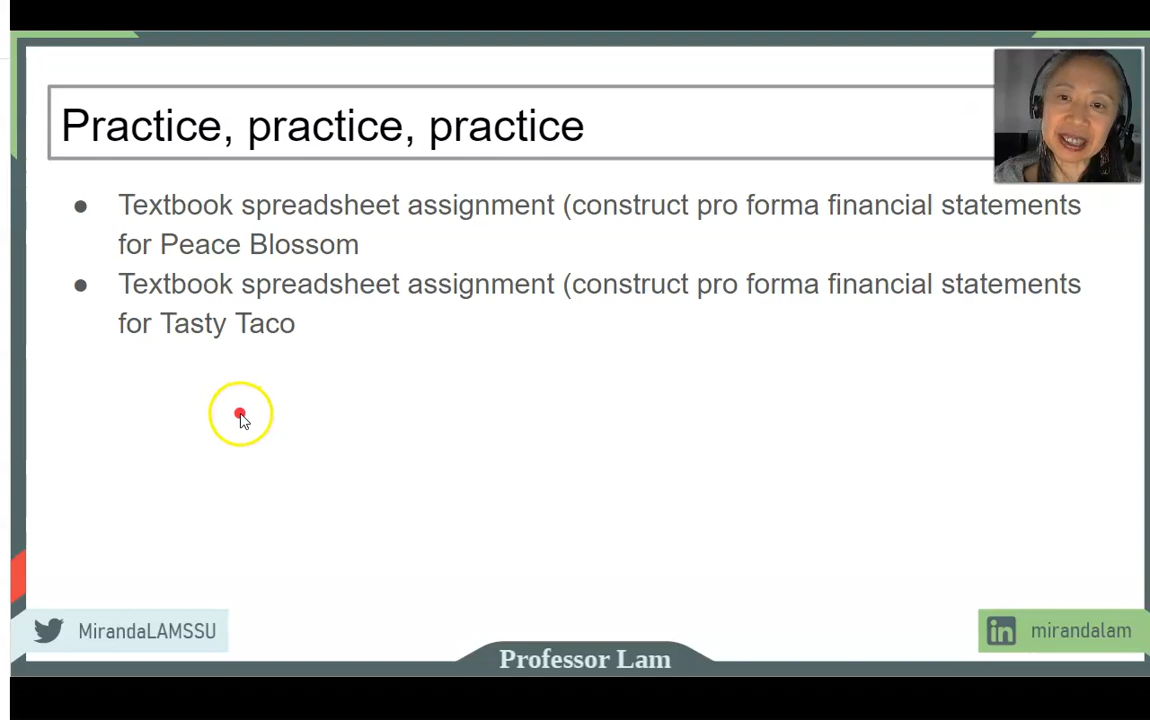 Practice, practice, practice
● Textbook spreadsheet assignment (construct pro forma financial statements
for Peace Blossom
● Textbook spreadsheet assignment (construct pro forma financial statements
for Tasty Taco
MirandaLAMSSU
in mirandalam
Professor Lam